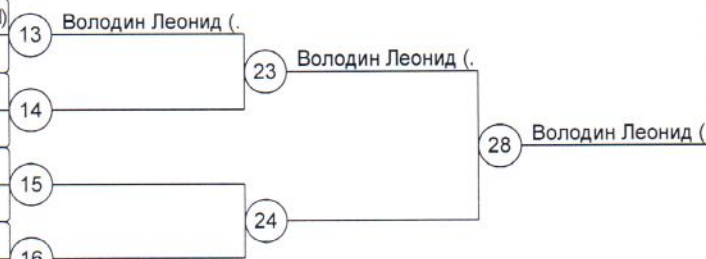 13 Володин Леонид (.
23 Володин Леонид (.
14
28 Володин Леонид (
15
24
16